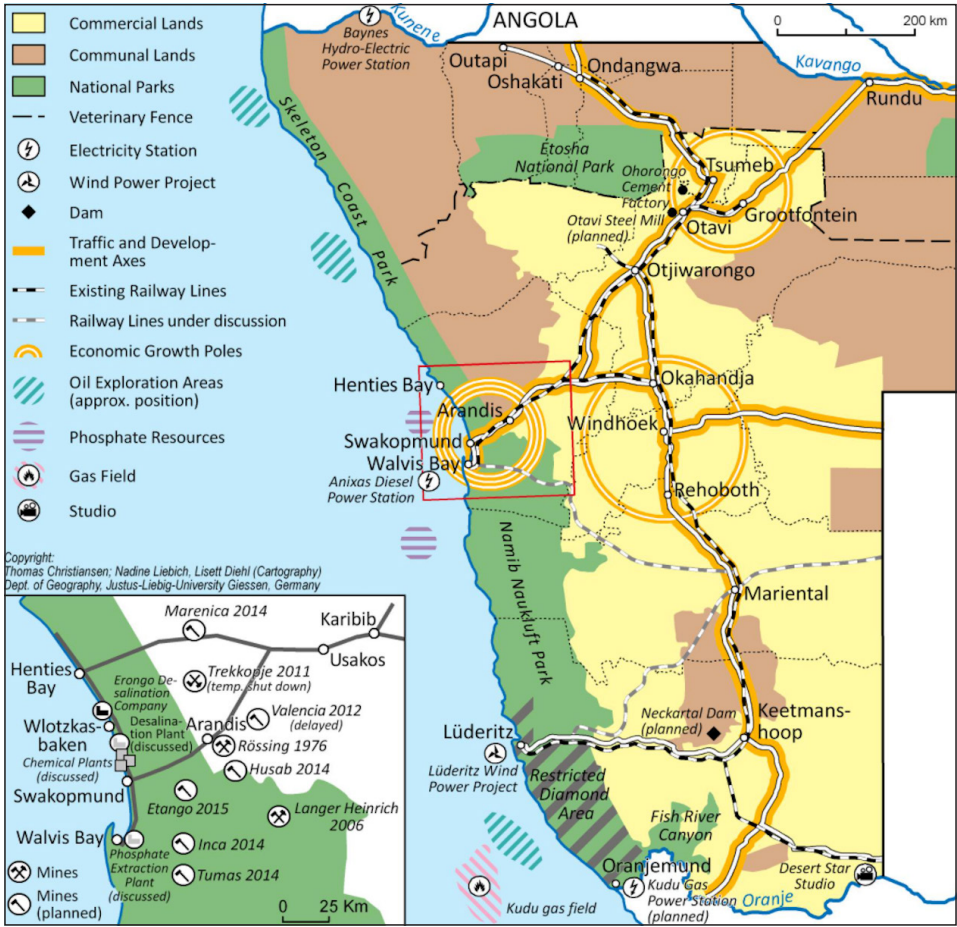 Commercial Lands
Communal Lands
National Parks
Veterinary Fence
Electricity Station
Wind Power Project
Dam
Traffic and Develop-
ment Axes
Existing Railway Lines
Railway Lines under discussion
Economic Growth Poles
Oil Exploration Areas
(approx. position)
Phosphate Resources
Gas Field
Studio
Copyright:
Thomas Christiansen; Nadine Liebich, Lisett Diehl (Cartography)
Dept. of Geography, Justus-Liebig-University Giessen, Germany
ANGOLA
0 200 km
Kunene
Baynes
Hydro-Electric
Power Station
Kavango
Outapi
Oshakati
Ondangwa
Rundu
Skeleton Coast Park
Etosha
National Park
Tsumeb
Ohorongo
Cement
Factory
Grootfontein
Otavi Steel Mill
(planned)
Otavi
Otjiwarongo
Henties Bay
Okahandja
Arandis
Windhoek
Swakopmund
Walvis Bay
Anixas Diesel
Power Station
Rehoboth
Namib Naukluft Park
Mariental
Neckartal Dam
(planned)
Keetmans-
hoop
Lüderitz
Lüderitz Wind
Power Project
Restricted
Diamond
Area
Fish River
Canyon
Oranjemund
Kudu Gas
Power Station
(planned)
Kudu gas field
Desert Star
Studio
Oranje
Marenica 2014
Karibib
Usakos
Henties
Bay
Trekkopje 2011
(temp. shut down)
Erongo De-
salination
Company
Valencia 2012
(delayed)
Wlotzkas-
baken
Desalina-
tion Plant
(discussed)
Arandis
Rössing 1976
Chemical Plants
(discussed)
Husab 2014
Swakopmund
Etango 2015
Langer Heinrich
2006
Walvis Bay
Inca 2014
Phosphate
Extraction
Plant
(discussed)
Tumas 2014
Mines
Mines
(planned)
0 25 Km